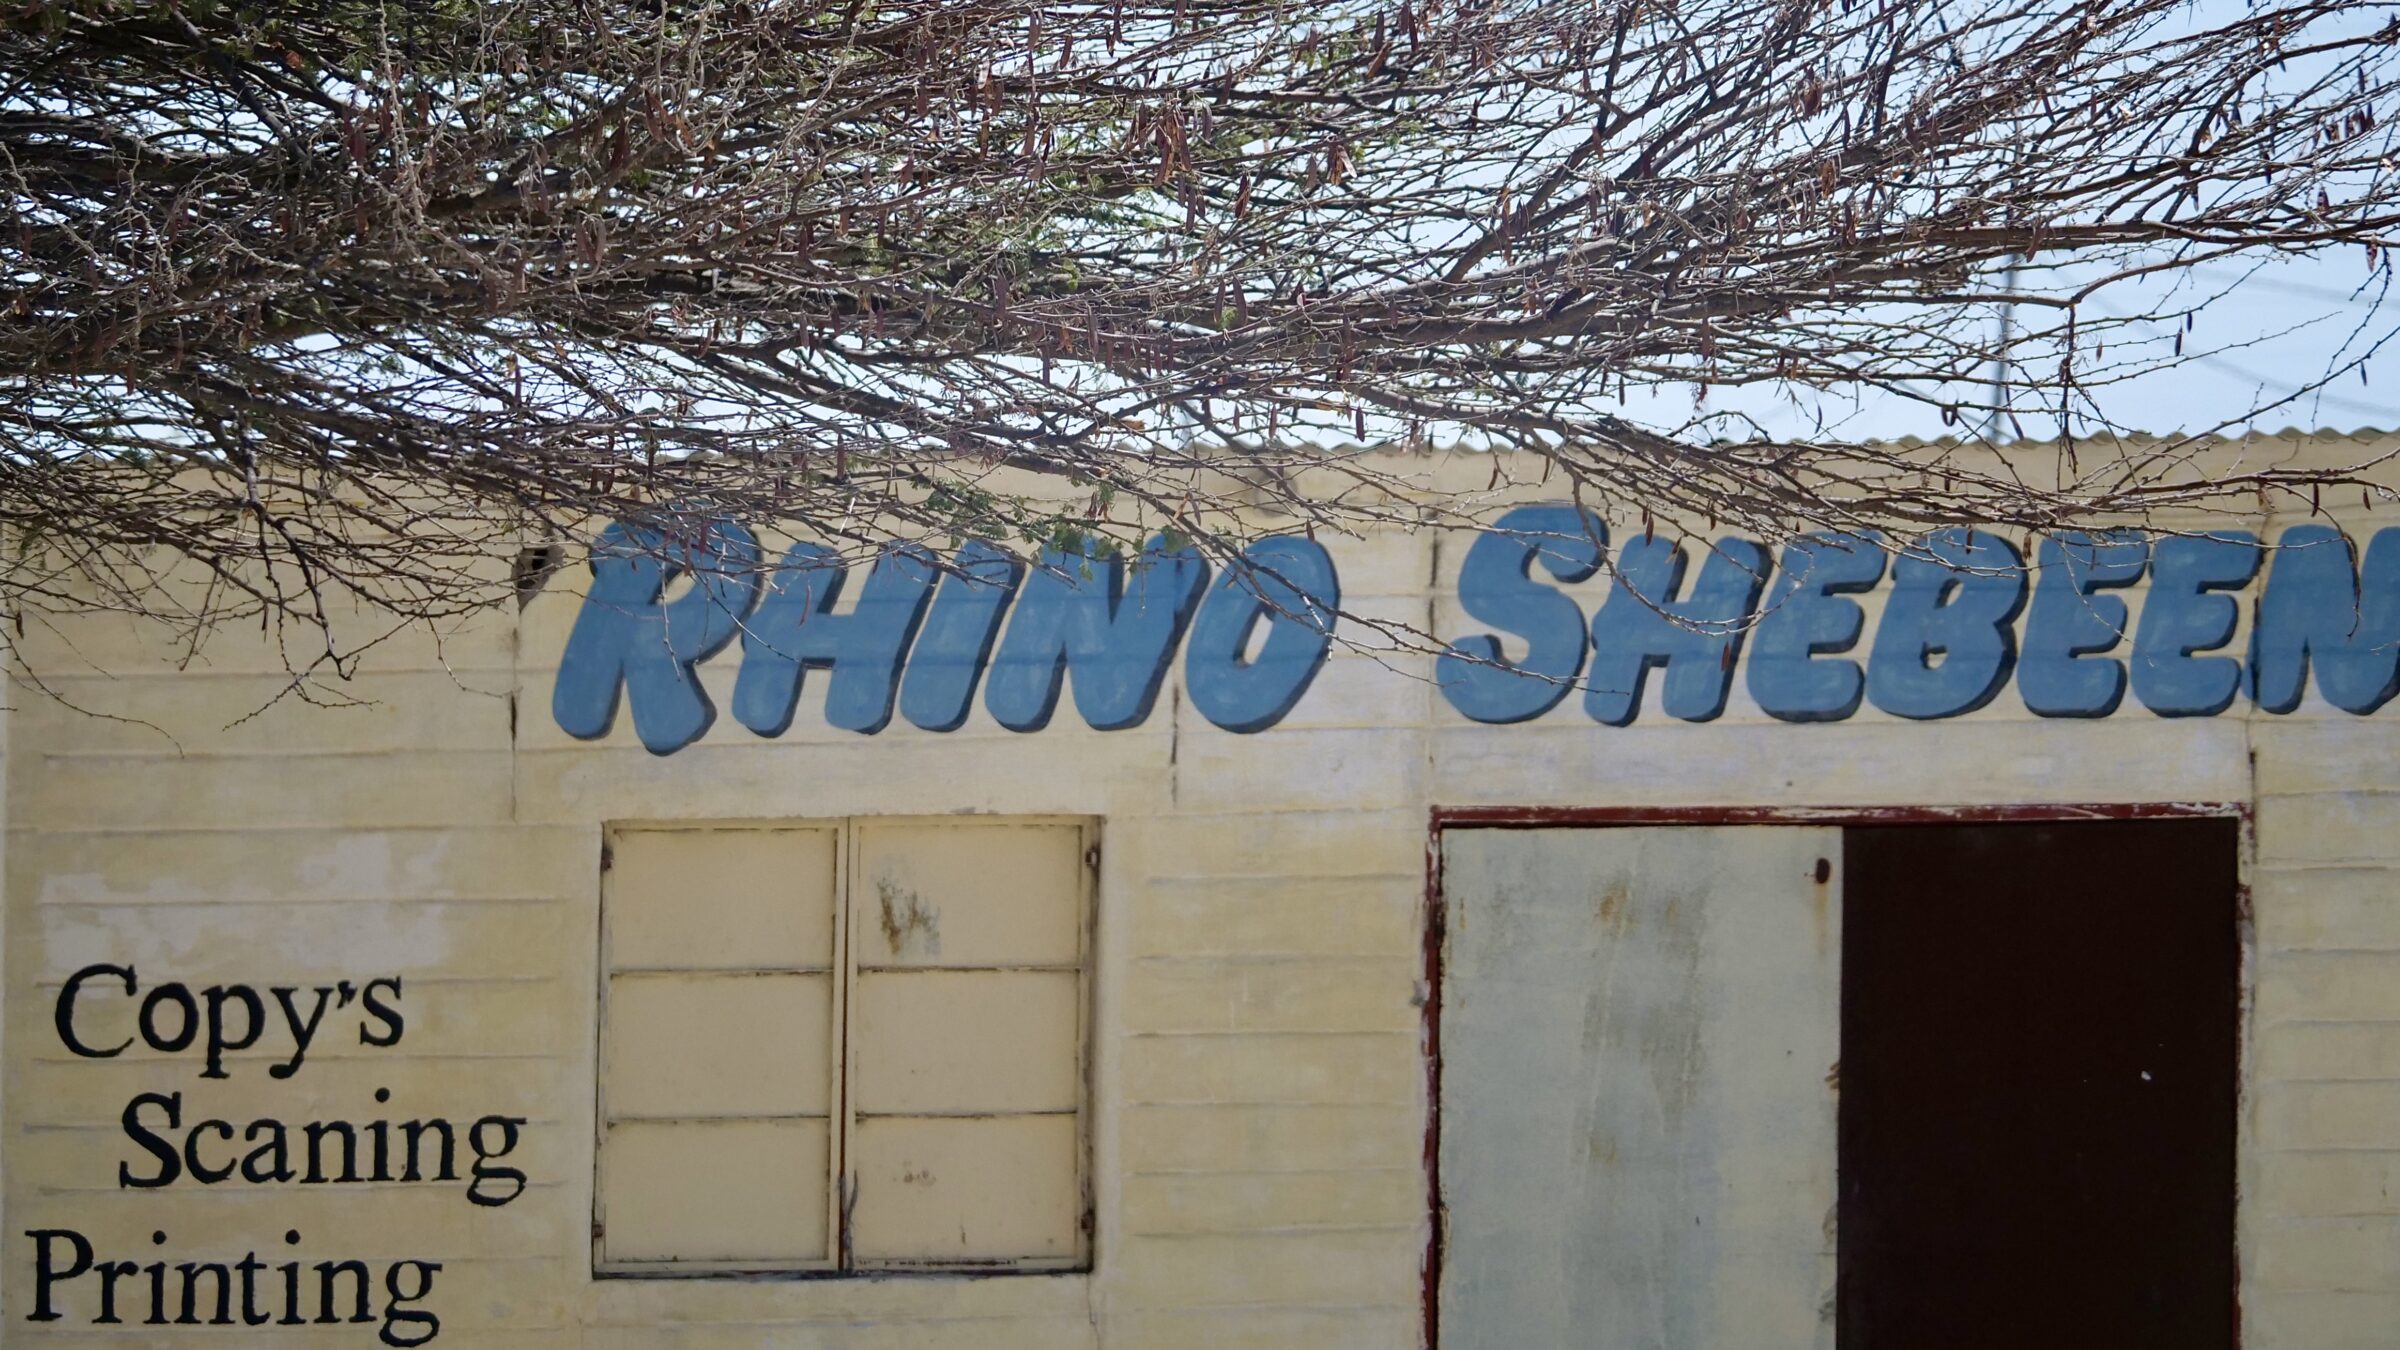 RHINO SHEBEEN
Copy's
Scaning
Printing